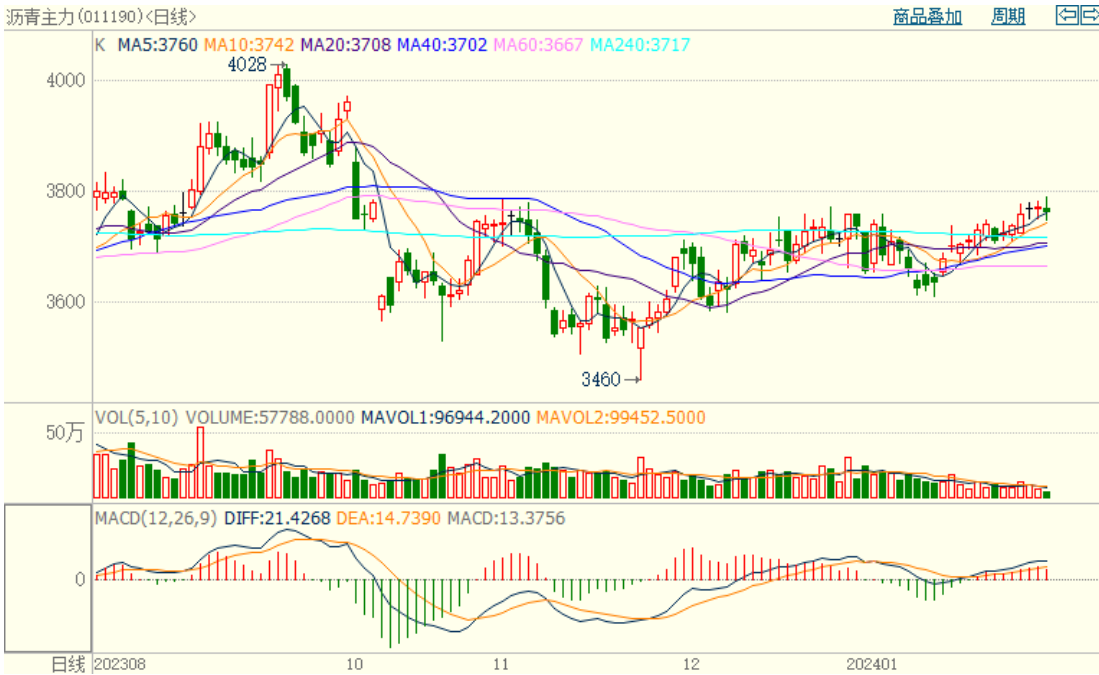 沥青主力(011190)<日线> 商品叠加 周期
K MA5:3760 MA10:3742 MA20:3708 MA40:3702 MA60:3667 MA240:3717
4028
4000
3800
3600
3460
VOL(5,10) VOLUME:57788.0000 MAVOL1:96944.2000 MAVOL2:99452.5000
50万
MACD(12,26,9) DIFF:21.4268 DEA:14.7390 MACD:13.3756
0
日线 202308 10 11 12 202401